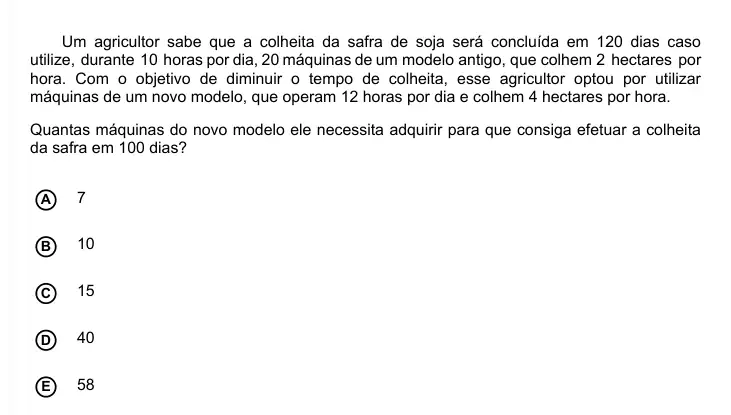 Um agricultor sabe que a colheita da safra de soja será concluída em 120 dias caso
utilize, durante 10 horas por dia, 20 máquinas de um modelo antigo, que colhem 2 hectares por
hora. Com o objetivo de diminuir o tempo de colheita, esse agricultor optou por utilizar
máquinas de um novo modelo, que operam 12 horas por dia e colhem 4 hectares por hora.
Quantas máquinas do novo modelo ele necessita adquirir para que consiga efetuar a colheita
da safra em 100 dias?
A 7
B 10
C 15
D 40
E 58